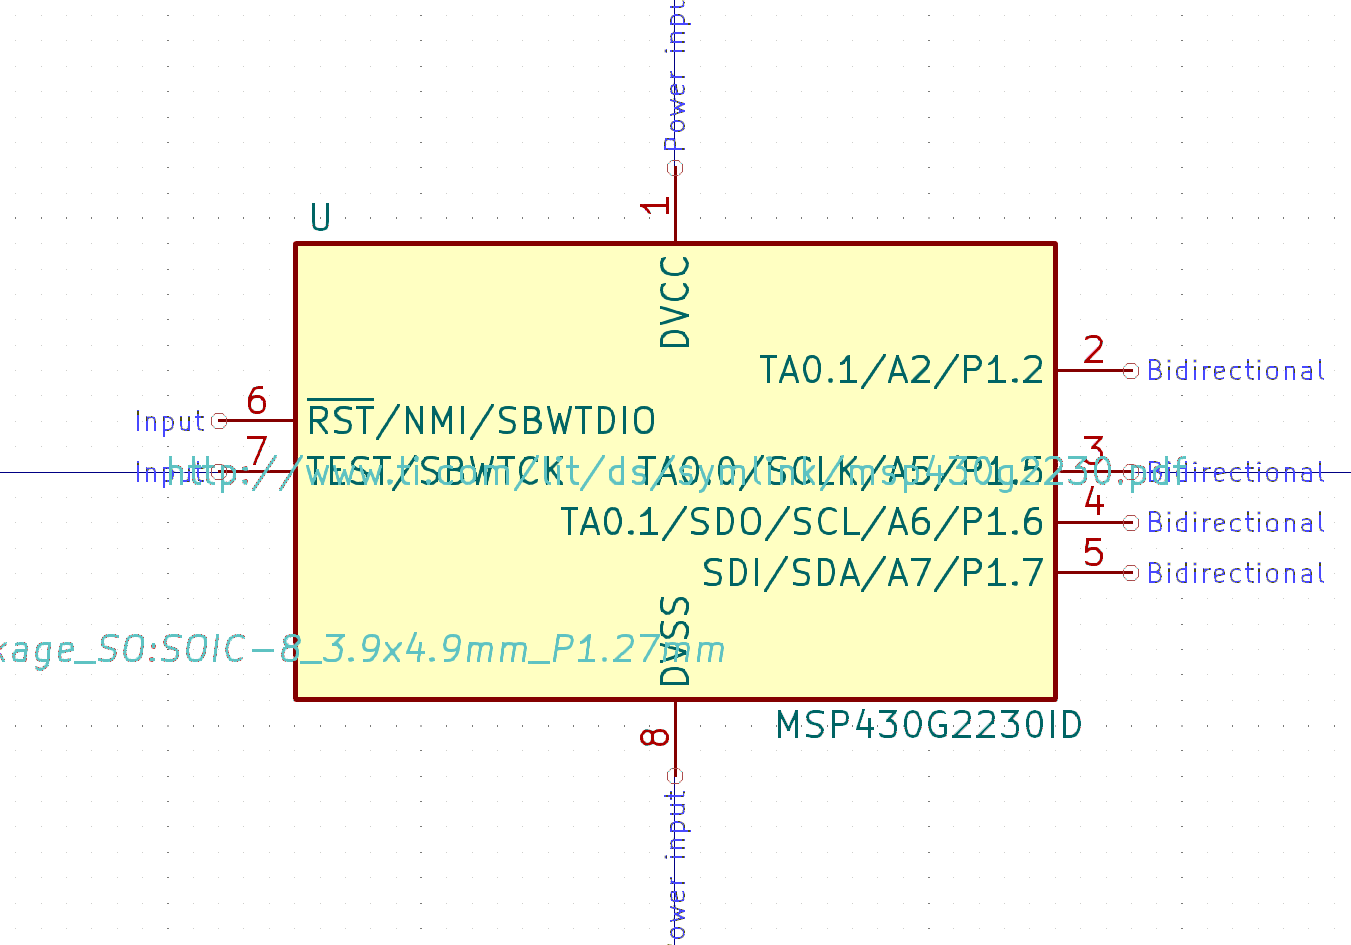 Power inpu
1
U
DVCC
2
TA0.1/A2/P1.2
Bidirectional
6
Input
RST/NMI/SBWTDIO
7
3
Input
TEST/SBWTCK
TA0.0/SCLK/A5/P1.5
Bidirectional
http://www.ti.com/lit/ds/symlink/msp430g2230.pdf
4
TA0.1/SDO/SCL/A6/P1.6
Bidirectional
5
SDI/SDA/A7/P1.7
Bidirectional
DVSS
kage_SO:SOIC-8_3.9x4.9mm_P1.27mm
8
MSP430G2230ID
ower input